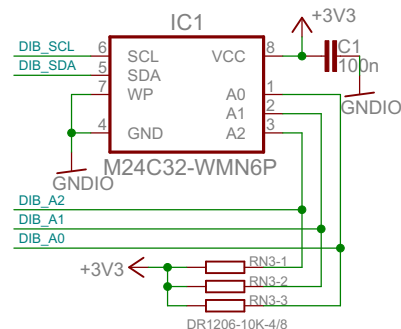 IC1
+3V3
DIB_SCL
6
SCL
VCC
8
C1
DIB_SDA
5
SDA
100n
7
WP
A0
1
A1
2
4
GND
A2
3
GNDIO
GNDIO
M24C32-WMN6P
DIB_A2
DIB_A1
DIB_A0
+3V3
RN3-1
RN3-2
RN3-3
DR1206-10K-4/8